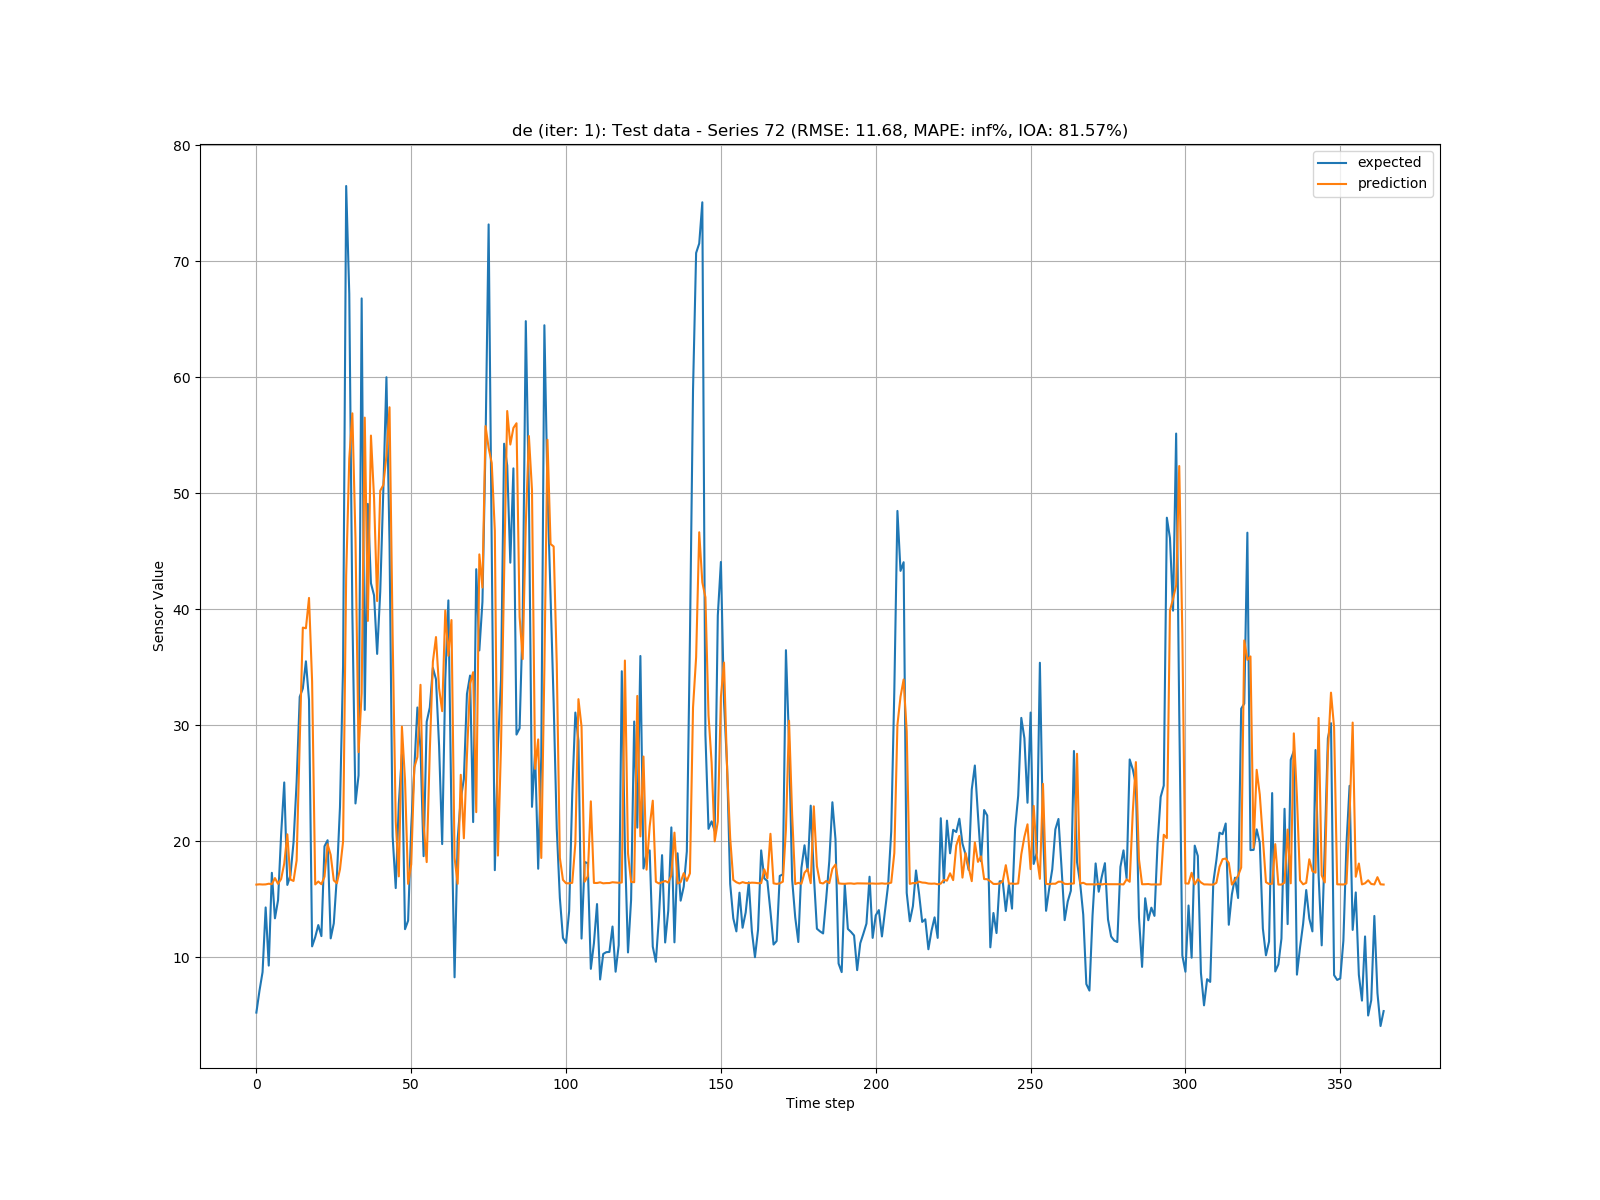 de (iter: 1): Test data - Series 72 (RMSE: 11.68, MAPE: inf%, IOA: 81.57%)
expected
prediction
80
70
60
50
40
30
20
10
Sensor Value
0 50 100 150 200 250 300 350
Time step